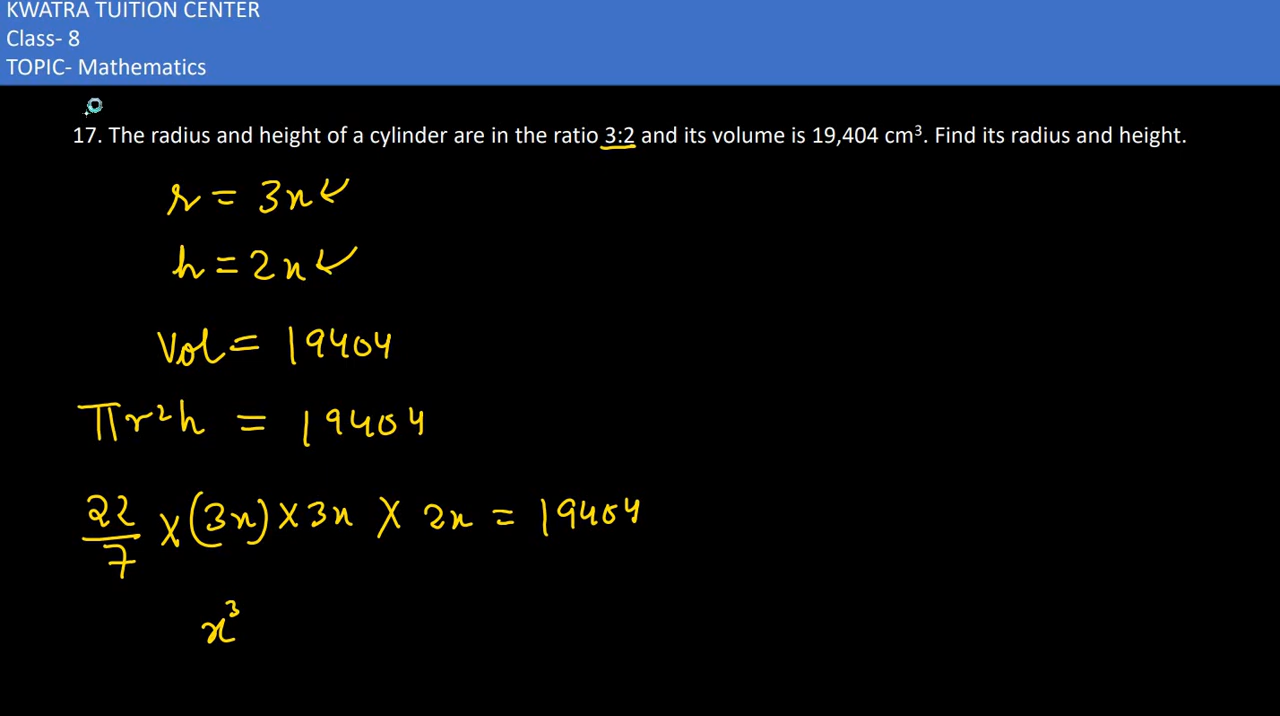 KWATRA TUITION CENTER
Class- 8
TOPIC- Mathematics
17. The radius and height of a cylinder are in the ratio 3:2 and its volume is 19,404 cm³. Find its radius and height.
r = 3x
h = 2x
Vol = 19404
πr²h = 19404
22/7 × (3x) × 3x × 2x = 19404
x³